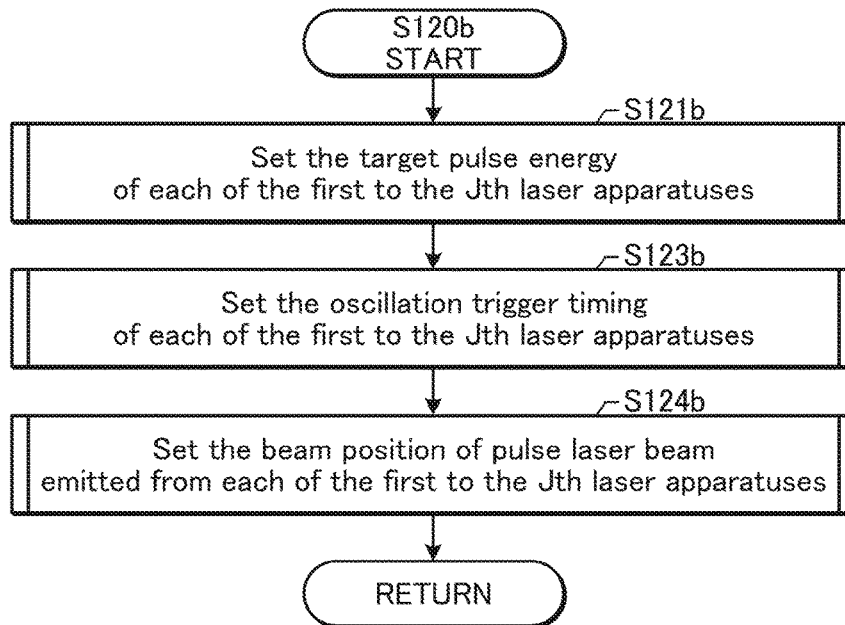 S120b
START
S121b
Set the target pulse energy
of each of the first to the Jth laser apparatuses
S123b
Set the oscillation trigger timing
of each of the first to the Jth laser apparatuses
S124b
Set the beam position of pulse laser beam
emitted from each of the first to the Jth laser apparatuses
RETURN